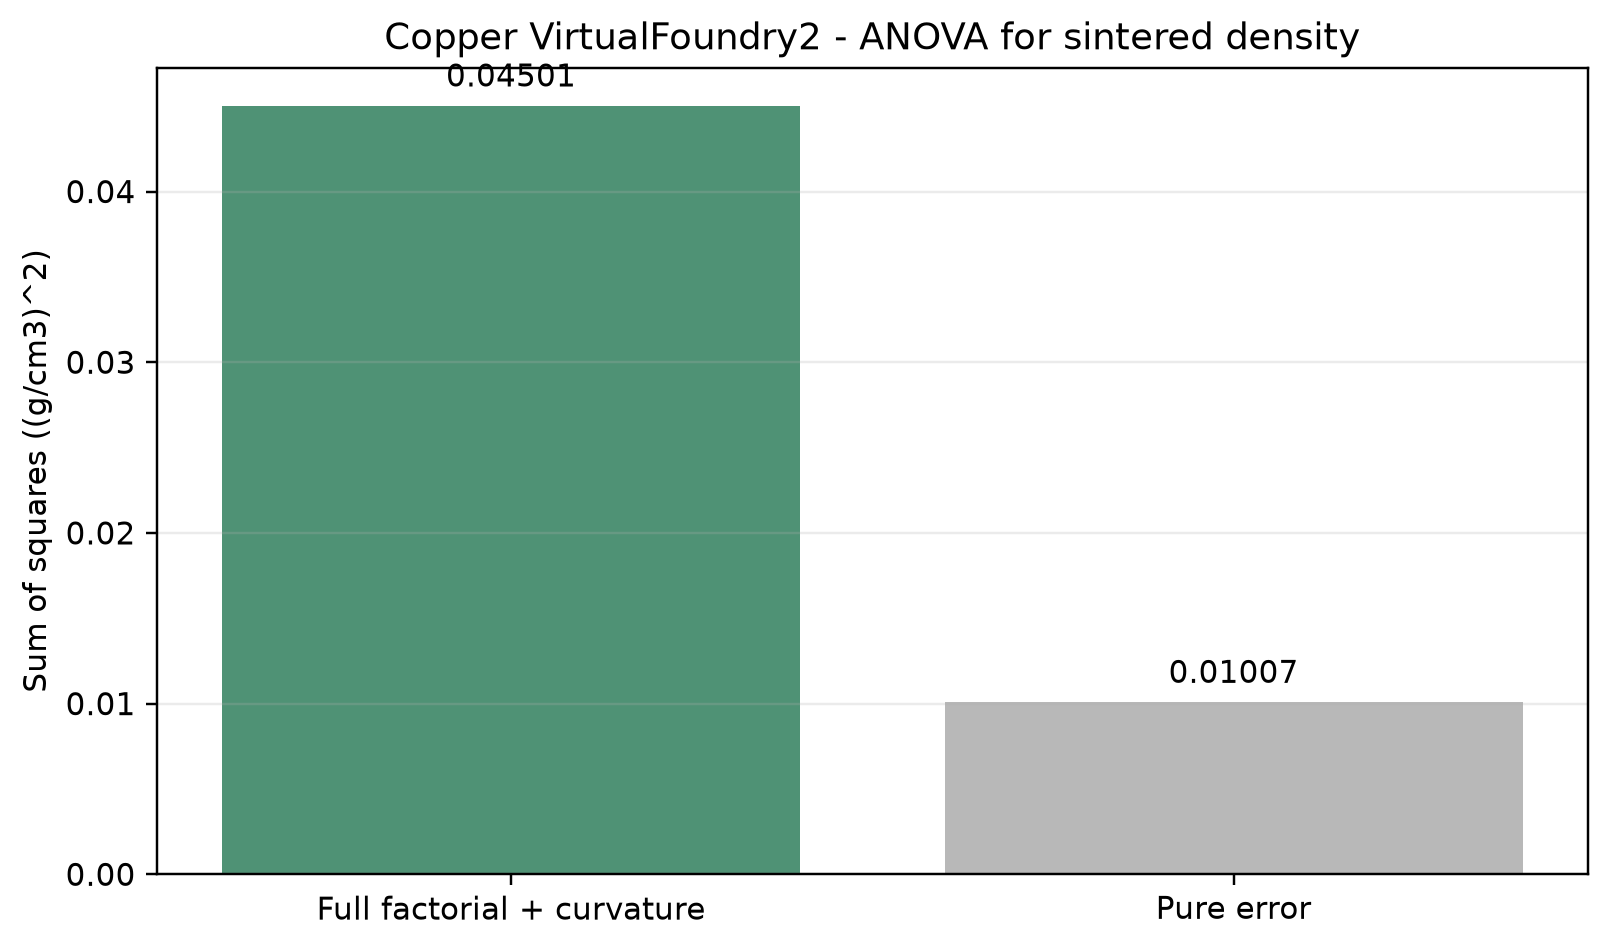 Copper VirtualFoundry2 - ANOVA for sintered density
0.04501
0.04
0.03
0.02
0.01007
0.01
0.00
Sum of squares ((g/cm3)^2)
Full factorial + curvature
Pure error